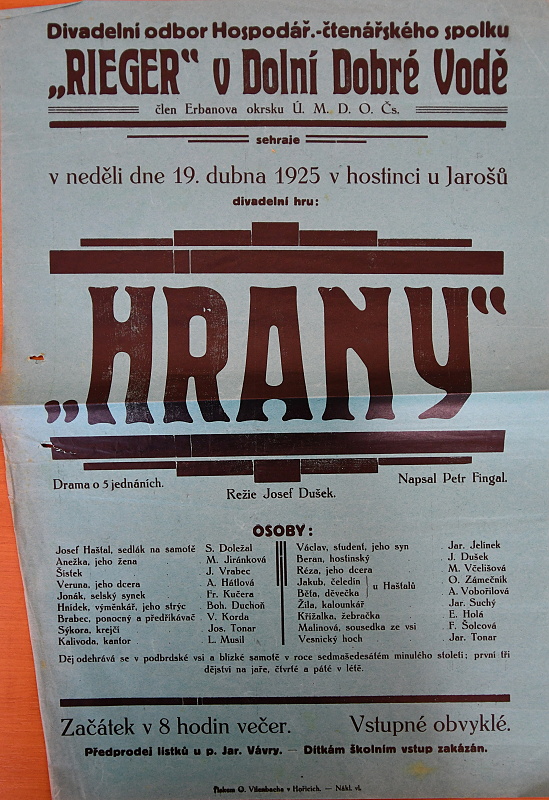 Divadelní odbor Hospodář.-čtenářského spolku
„RIEGER“ v Dolní Dobré Vodě
člen Erbanova okrsku Ú. M. D. O. Čs.
sehraje
v neděli dne 19. dubna 1925 v hostinci u Jarošů
divadelní hru:
„HRANY“
Drama o 5 jednáních.
Napsal Petr Fingal.
Režie Josef Dušek.
OSOBY:
Josef Haštal, sedlák na samotě S. Doležal
Anežka, jeho žena M. Jiránková
Šístek J. Vrabec
Veruna, jeho dcera A. Hátlová
Jonák, selský synek Fr. Kučera
Hnídek, výměnkář, jeho strýc Boh. Duchoň
Brabec, ponocný a předříkávač V. Korda
Sýkora, krejčí Jos. Tonar
Kalivoda, kantor L. Musil
Václav, student, jeho syn Jar. Jelínek
Beran, hostinský J. Dušek
Réza, jeho dcera M. Včelišová
Jakub, čeledín u Haštalů O. Zámečník
Běta, děvečka A. Vobořilová
Žíla, kalounkář Jar. Suchý
Křížalka, žebračka E. Holá
Malinová, sousedka ze vsi F. Šolcová
Vesnický hoch Jar. Tonar
Děj odehrává se v podbrdské vsi a blízké samotě v roce sedmašedesátém minulého století; první tři
dějství na jaře, čtvrté a páté v létě.
Začátek v 8 hodin večer. Vstupné obvyklé.
Předprodej lístků u p. Jar. Vávry. — Dítkám školním vstup zakázán.
Tiskem O. Villenbacha v Hořicích. — Nákl. vl.